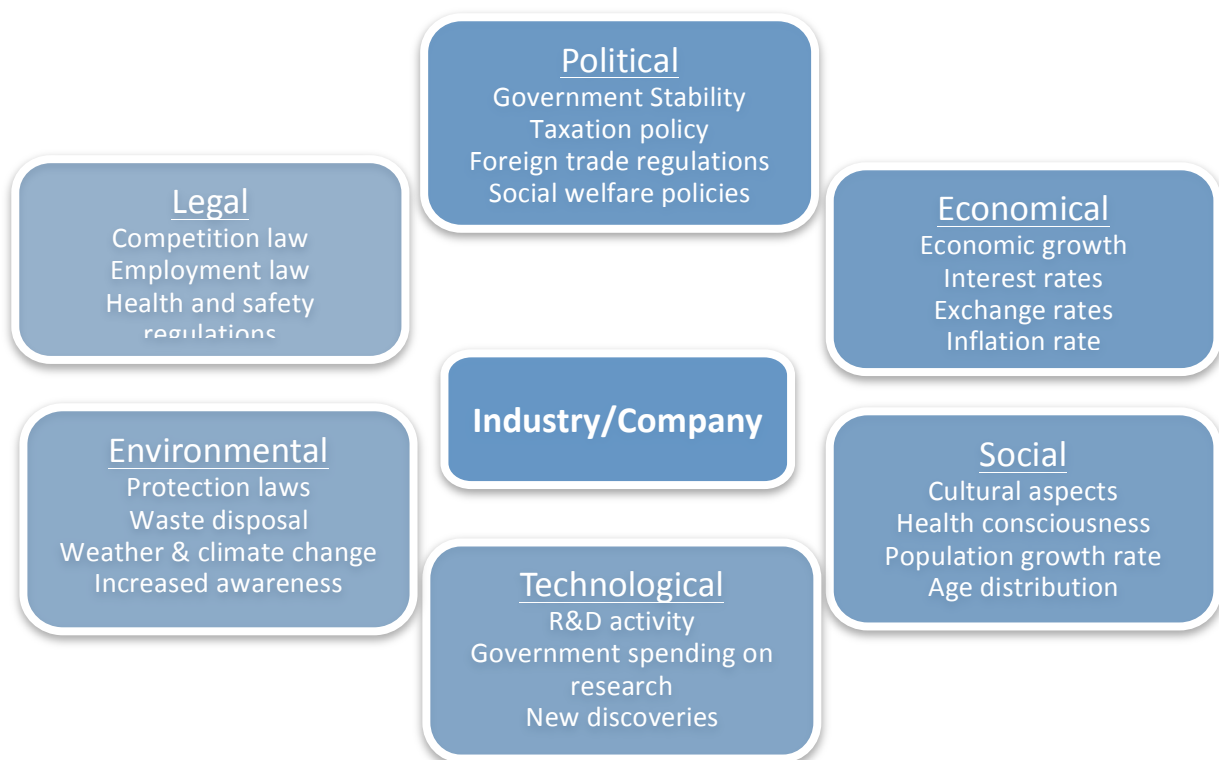 Political
Government Stability
Taxation policy
Foreign trade regulations
Social welfare policies
Legal
Competition law
Employment law
Health and safety
regulations
Economical
Economic growth
Interest rates
Exchange rates
Inflation rate
Industry/Company
Environmental
Protection laws
Waste disposal
Weather & climate change
Increased awareness
Social
Cultural aspects
Health consciousness
Population growth rate
Age distribution
Technological
R&D activity
Government spending on
research
New discoveries